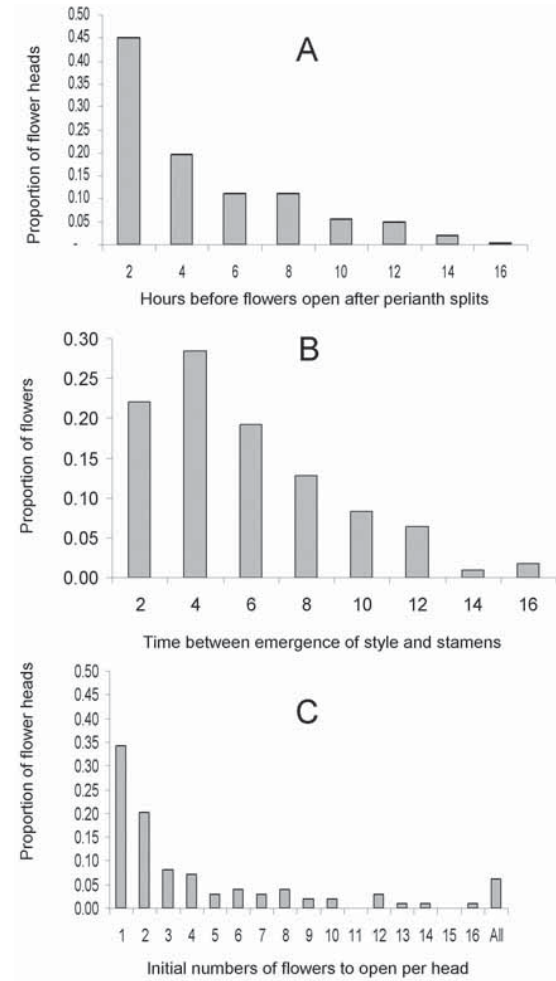 0.50
0.45
0.40
0.35
0.30
0.25
0.20
0.15
0.10
0.05
-
Proportion of flower heads
A
2 4 6 8 10 12 14 16
Hours before flowers open after perianth splits
0.30
0.25
0.20
0.15
0.10
0.05
0.00
Proportion of flowers
B
2 4 6 8 10 12 14 16
Time between emergence of style and stamens
0.50
0.45
0.40
0.35
0.30
0.25
0.20
0.15
0.10
0.05
0.00
Proportion of flower heads
C
1 2 3 4 5 6 7 8 9 10 11 12 13 14 15 16 All
Initial numbers of flowers to open per head